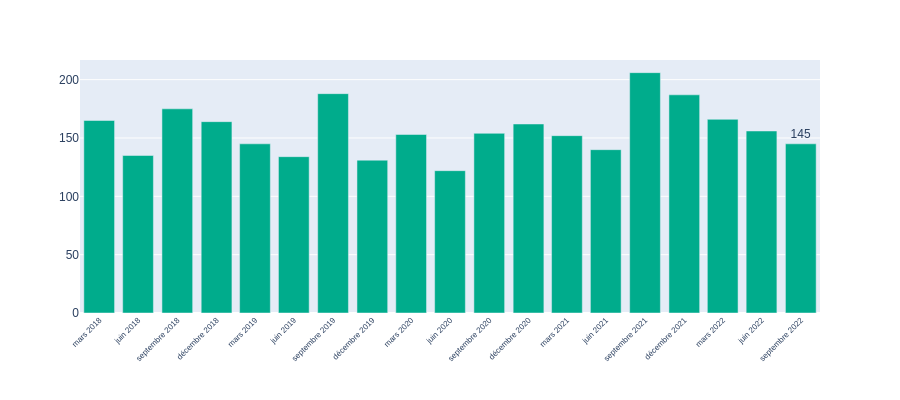 200
150
100
50
0
145
mars 2018
juin 2018
septembre 2018
décembre 2018
mars 2019
juin 2019
septembre 2019
décembre 2019
mars 2020
juin 2020
septembre 2020
décembre 2020
mars 2021
juin 2021
septembre 2021
décembre 2021
mars 2022
juin 2022
septembre 2022